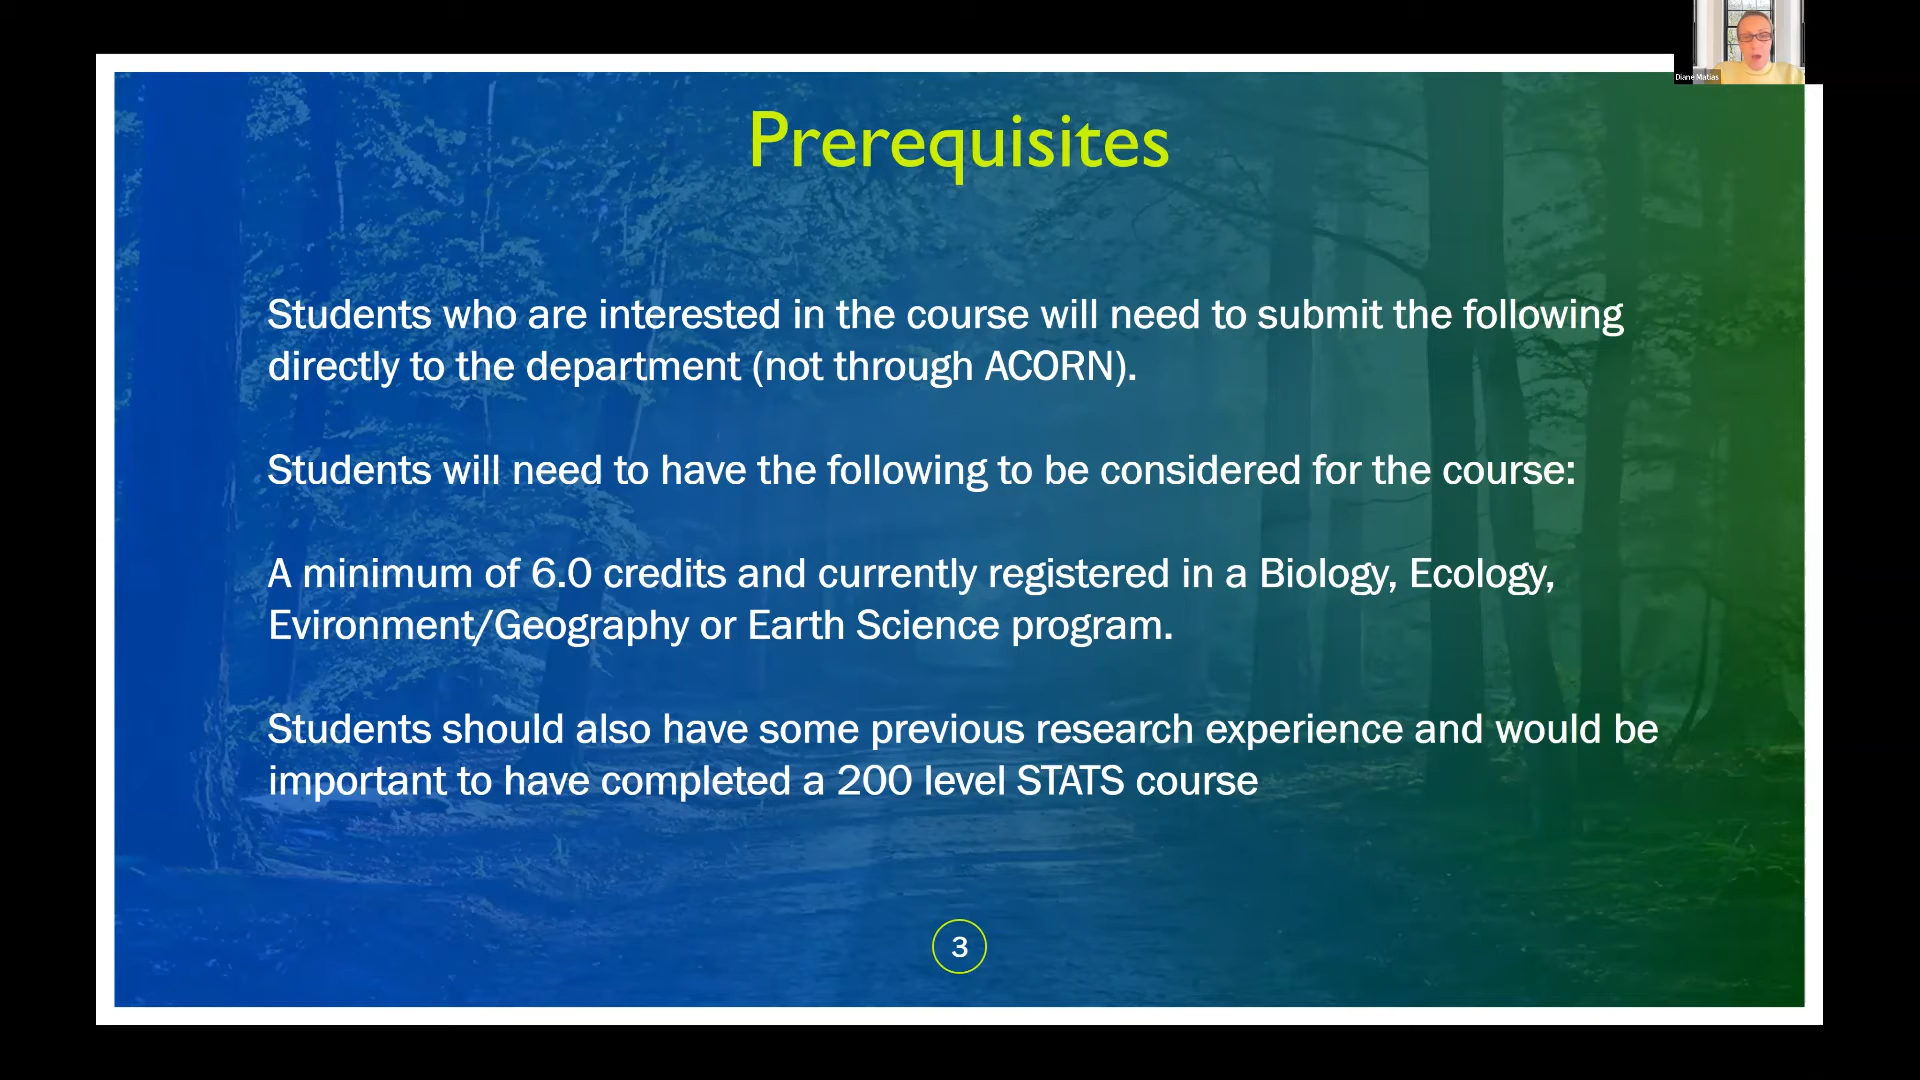 Diane Matias
Prerequisites
Students who are interested in the course will need to submit the following
directly to the department (not through ACORN).
Students will need to have the following to be considered for the course:
A minimum of 6.0 credits and currently registered in a Biology, Ecology,
Evironment/Geography or Earth Science program.
Students should also have some previous research experience and would be
important to have completed a 200 level STATS course
3